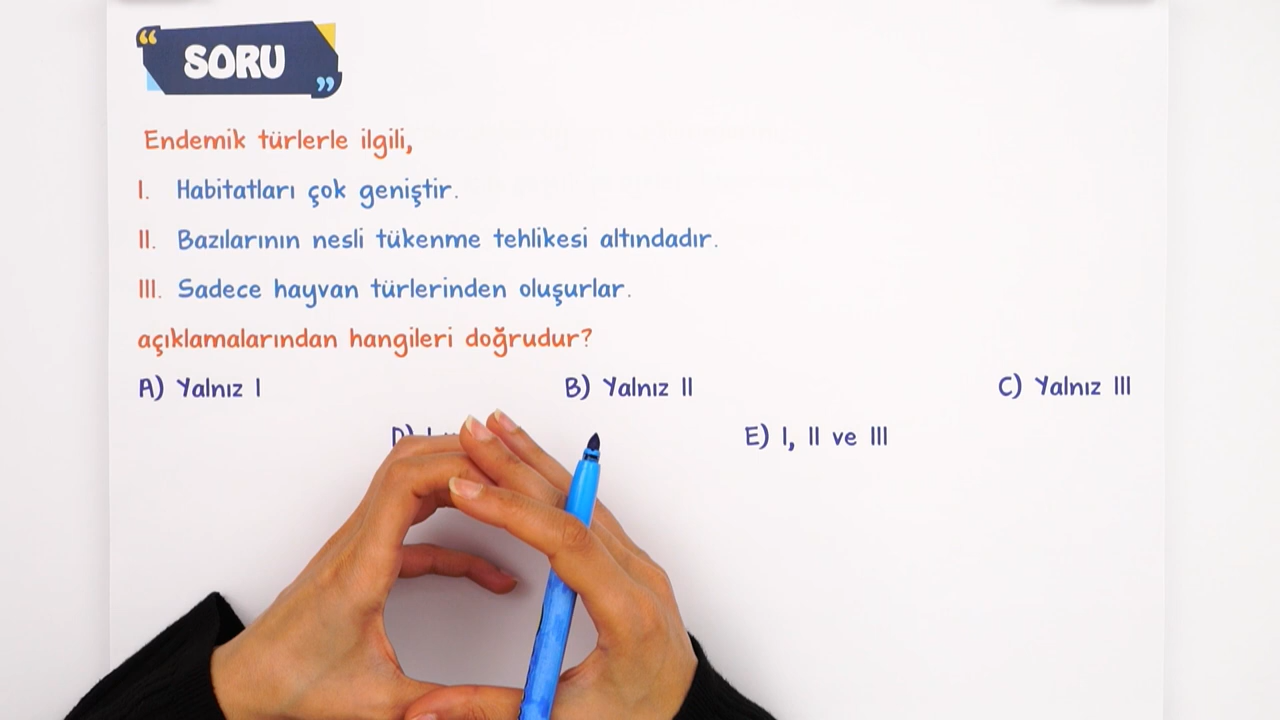 SORU
Endemik türlerle ilgili,
I. Habitatları çok geniştir.
II. Bazılarının nesli tükenme tehlikesi altındadır.
III. Sadece hayvan türlerinden oluşurlar.
açıklamalarından hangileri doğrudur?
A) Yalnız I B) Yalnız II C) Yalnız III
D) I E) I, II ve III